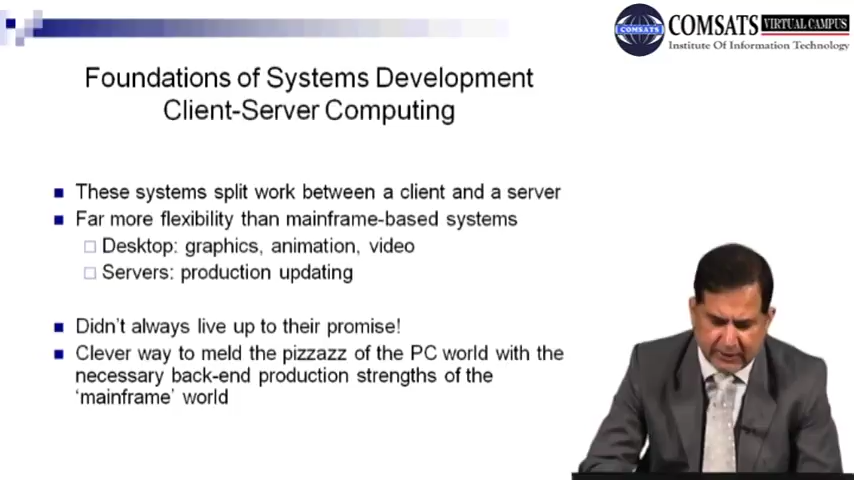 COMSATS VIRTUAL CAMPUS
COMSATS Institute Of Information Technology
Foundations of Systems Development
Client-Server Computing
These systems split work between a client and a server
Far more flexibility than mainframe-based systems
Desktop: graphics, animation, video
Servers: production updating
Didn't always live up to their promise!
Clever way to meld the pizzazz of the PC world with the
necessary back-end production strengths of the
'mainframe' world